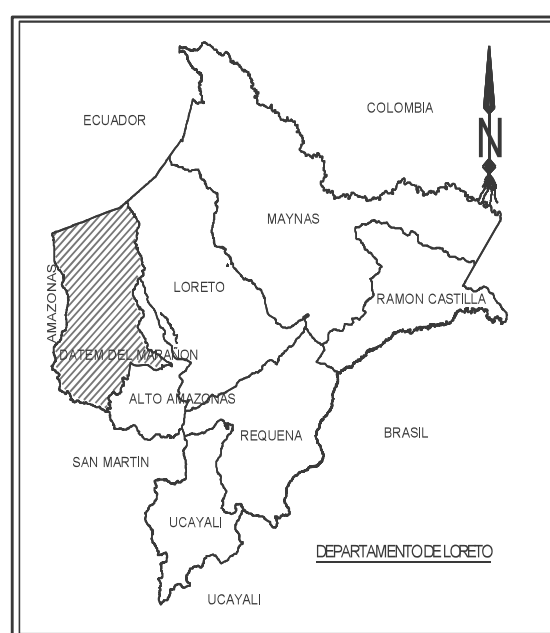 COLOMBIA
ECUADOR
N
MAYNAS
AMAZONAS
LORETO
RAMON CASTILLA
DATEM DEL MARAÑON
ALTO AMAZONAS
REQUENA
BRASIL
SAN MARTIN
UCAYALI
DEPARTAMENTO DE LORETO
UCAYALI